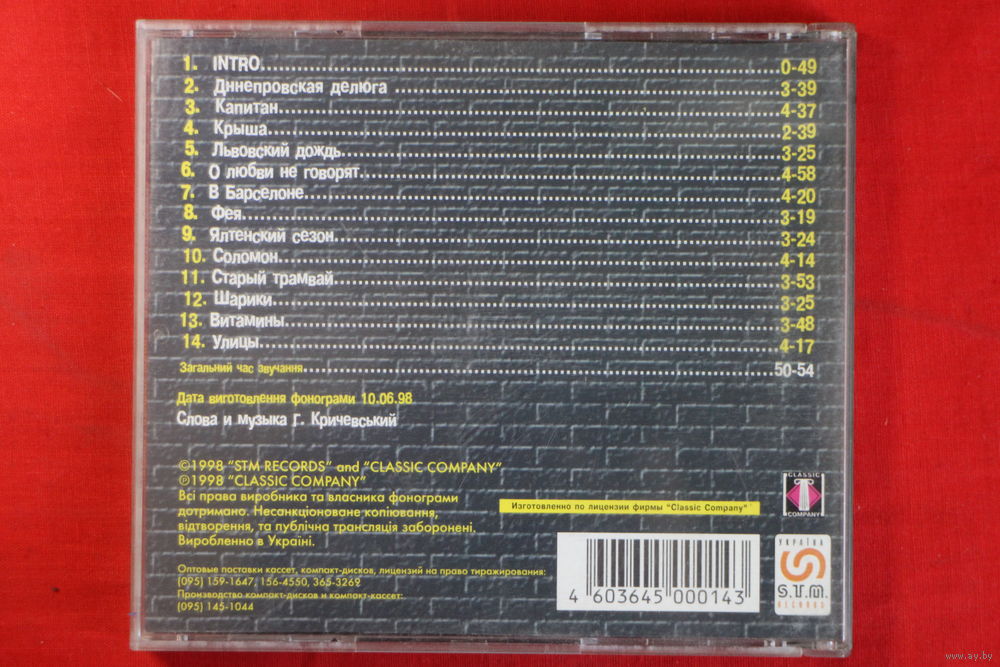 1. INTRO 0-49
2. Дннепровская делюга 3-39
3. Капитан 4-37
4. Крыша 2-39
5. Львовский дождь 3-25
6. О любви не говорят 4-58
7. В Барселоне 4-20
8. Фея 3-19
9. Ялтенский сезон 3-24
10. Соломон 4-14
11. Старый трамвай 3-53
12. Шарики 3-25
13. Витамины 3-48
14. Улицы 4-17
Загальний час звучання 50-54
Дата виготовлення фонограми 10.06.98
Слова и музыка Г. Кричевський
©1998 "STM RECORDS" and "CLASSIC COMPANY"
℗1998 "CLASSIC COMPANY"
Всі права виробника та власника фонограми
дотримано. Несанкціоноване копіювання,
відтворення, та публічна трансляція заборонені.
Виробленно в Україні.
Изготовленно по лицензии фирмы "Classic Company"
CLASSIC
COMPANY
Оптовые поставки кассет, компакт-дисков, лицензий на право тиражирования:
(095) 159-1647, 156-4550, 365-3269
Производство компакт-дисков и компакт-кассет:
(095) 145-1044
4 603645 000143
УКРАЇНА
S.T.M.
RECORDS
www.ay.by